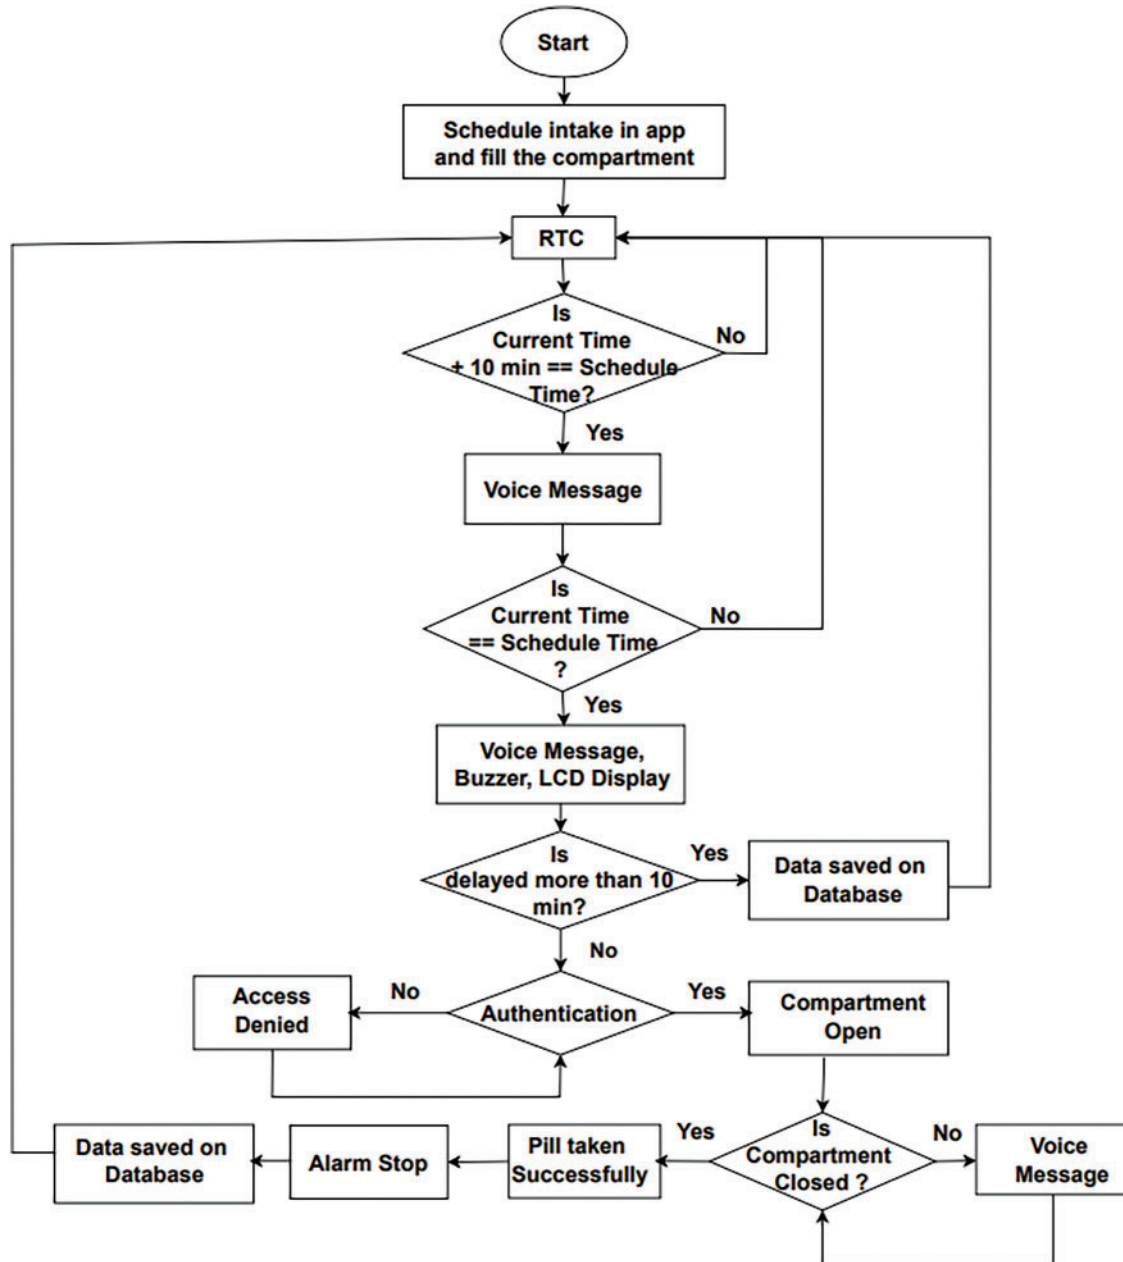 Start
Schedule intake in app
and fill the compartment
RTC
Is
Current Time
+ 10 min == Schedule
Time?
No
Yes
Voice Message
Is
Current Time
== Schedule Time
?
No
Yes
Voice Message,
Buzzer, LCD Display
Is
delayed more than 10
min?
Yes
Data saved on
Database
No
Access
Denied
No
Authentication
Yes
Compartment
Open
Data saved on
Database
Alarm Stop
Pill taken
Successfully
Yes
Is
Compartment
Closed ?
No
Voice
Message